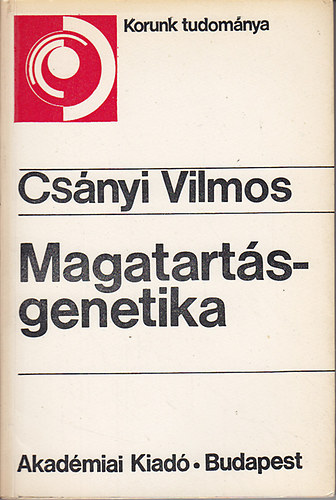 Korunk tudománya
Csányi Vilmos
Magatartás-
genetika
Akadémiai Kiadó • Budapest